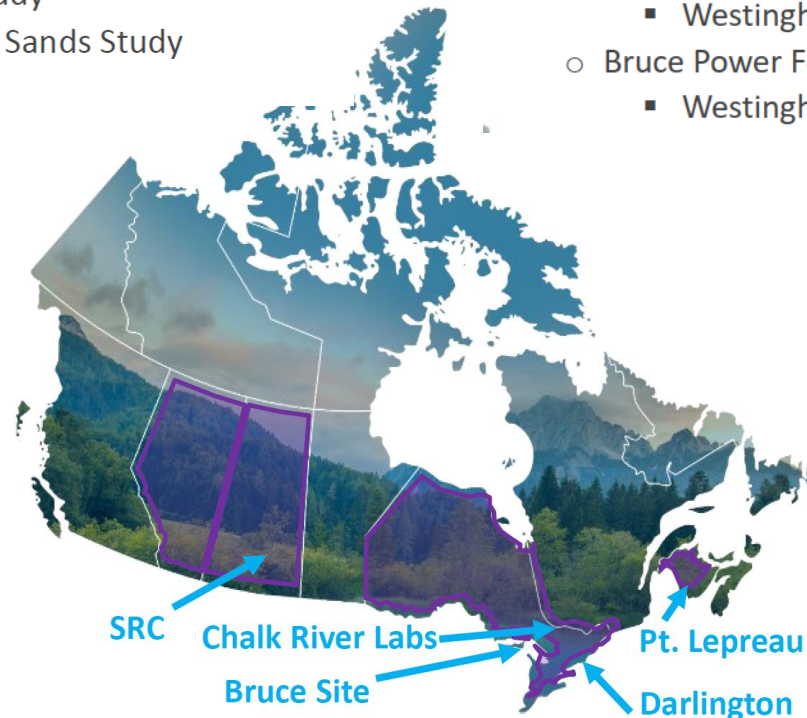 Sands Study
Westingh
Bruce Power F
Westingh
SRC
Chalk River Labs
Pt. Lepreau
Bruce Site
Darlington